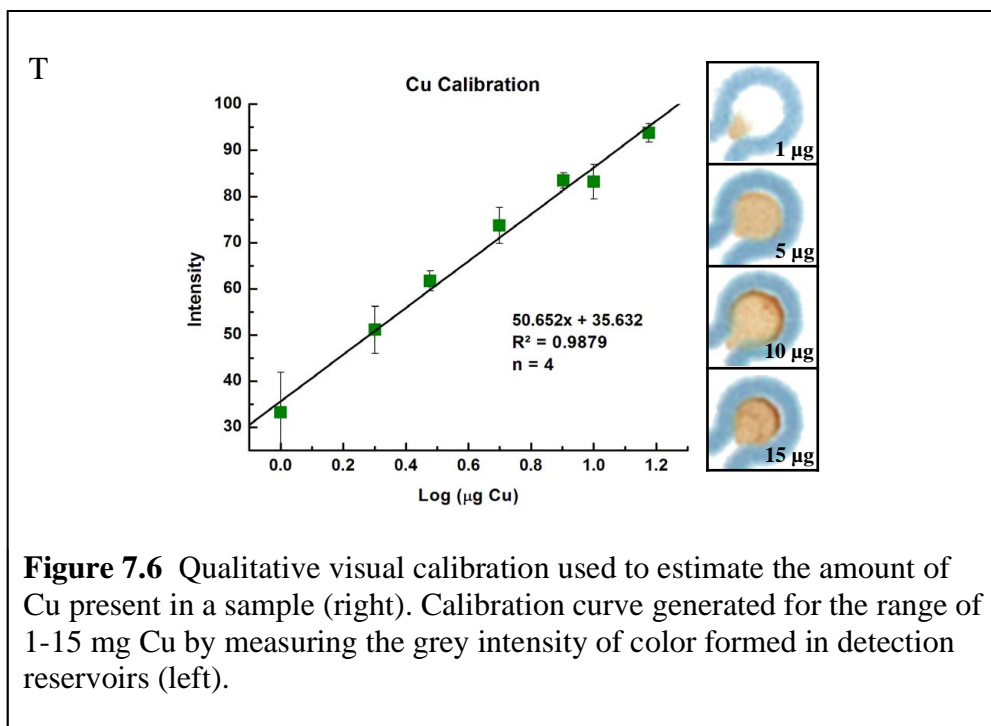 T
Cu Calibration
100
90
80
70
60
50
40
30
Intensity
50.652x + 35.632
R² = 0.9879
n = 4
0.0 0.2 0.4 0.6 0.8 1.0 1.2
Log (µg Cu)
1 µg
5 µg
10 µg
15 µg
Figure 7.6 Qualitative visual calibration used to estimate the amount of
Cu present in a sample (right). Calibration curve generated for the range of
1-15 mg Cu by measuring the grey intensity of color formed in detection
reservoirs (left).